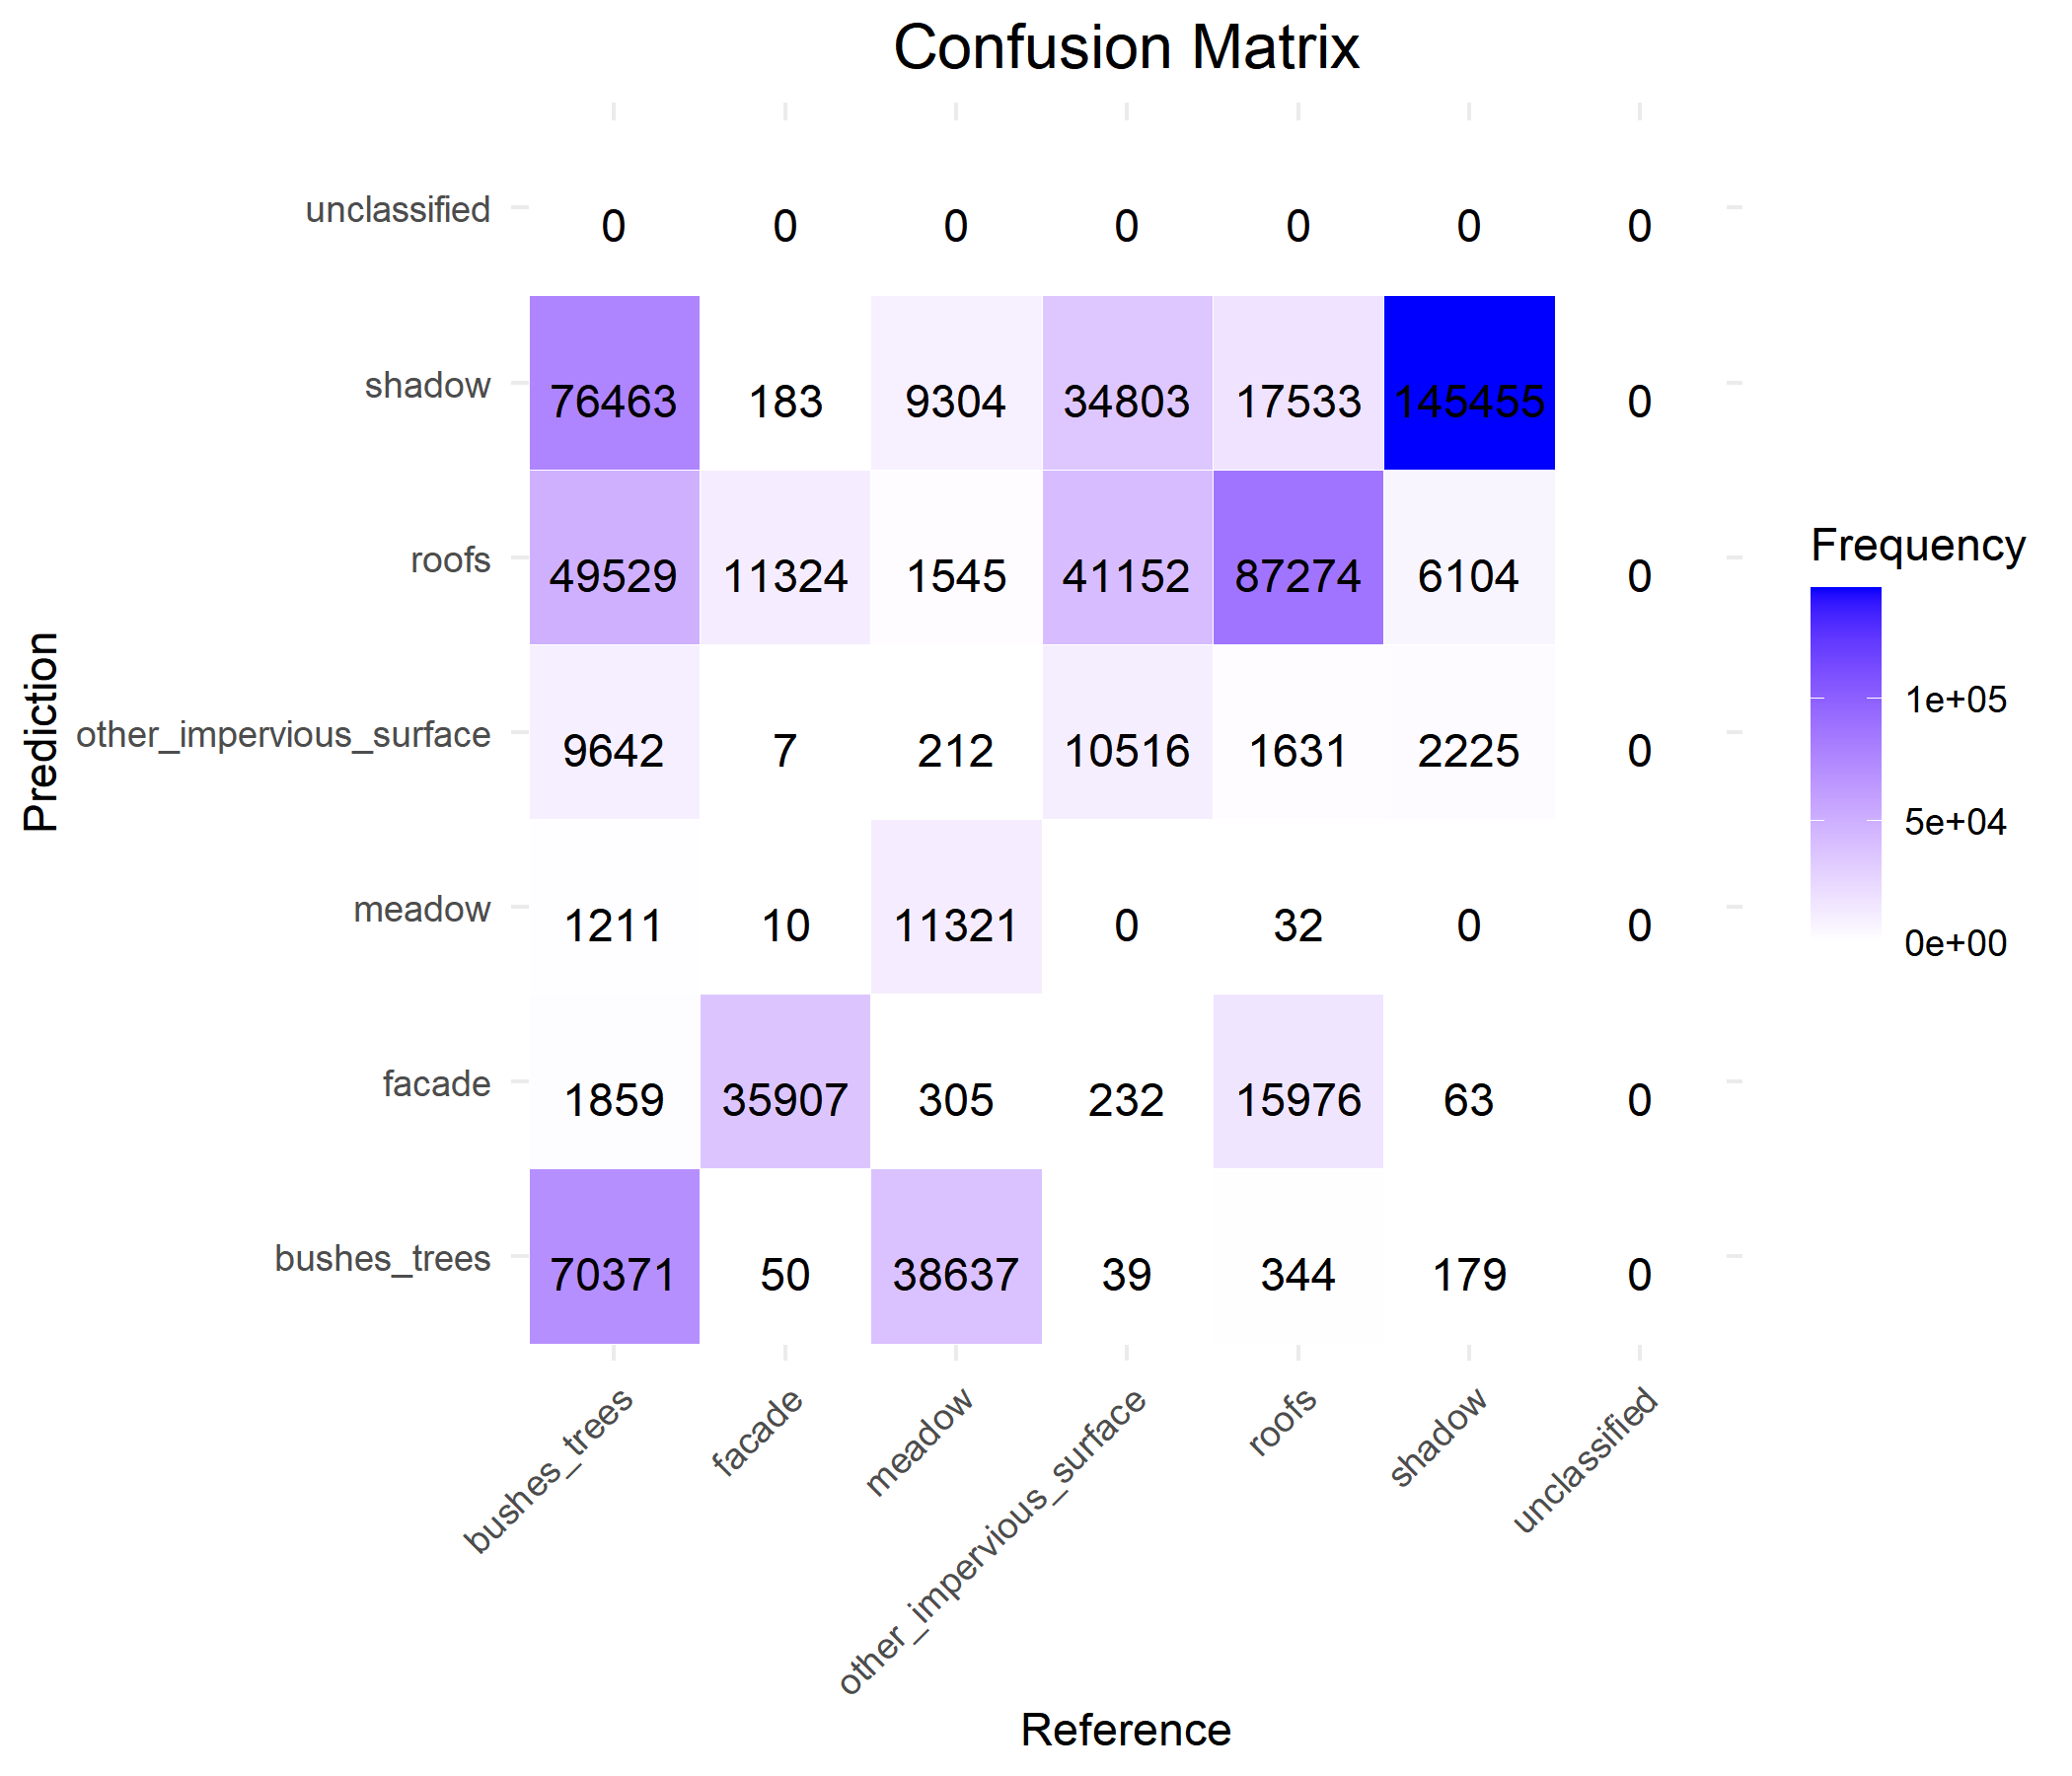 Confusion Matrix
unclassified 0 0 0 0 0 0 0
shadow 76463 183 9304 34803 17533 145455 0
roofs 49529 11324 1545 41152 87274 6104 0
other_impervious_surface 9642 7 212 10516 1631 2225 0
meadow 1211 10 11321 0 32 0 0
facade 1859 35907 305 232 15976 63 0
bushes_trees 70371 50 38637 39 344 179 0
Prediction
bushes_trees
facade
meadow
other_impervious_surface
roofs
shadow
unclassified
Reference
Frequency
1e+05
5e+04
0e+00